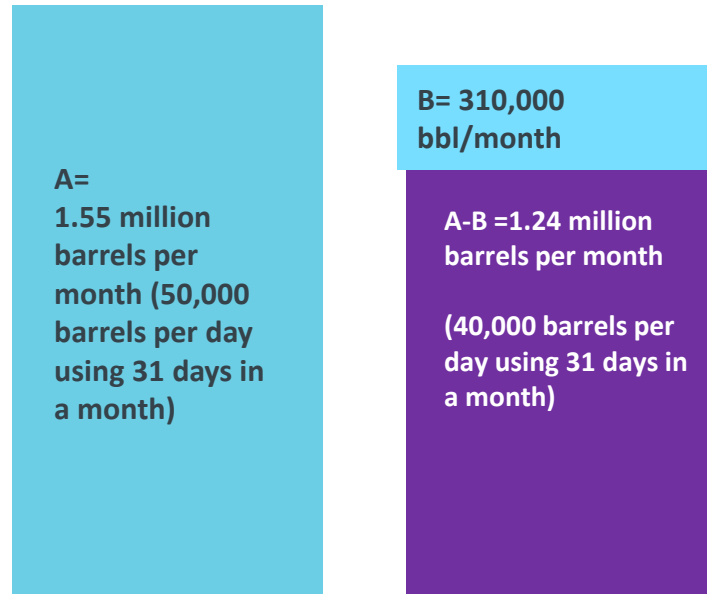 A=
1.55 million
barrels per
month (50,000
barrels per day
using 31 days in
a month)
B= 310,000
bbl/month
A-B =1.24 million
barrels per month
(40,000 barrels per
day using 31 days in
a month)